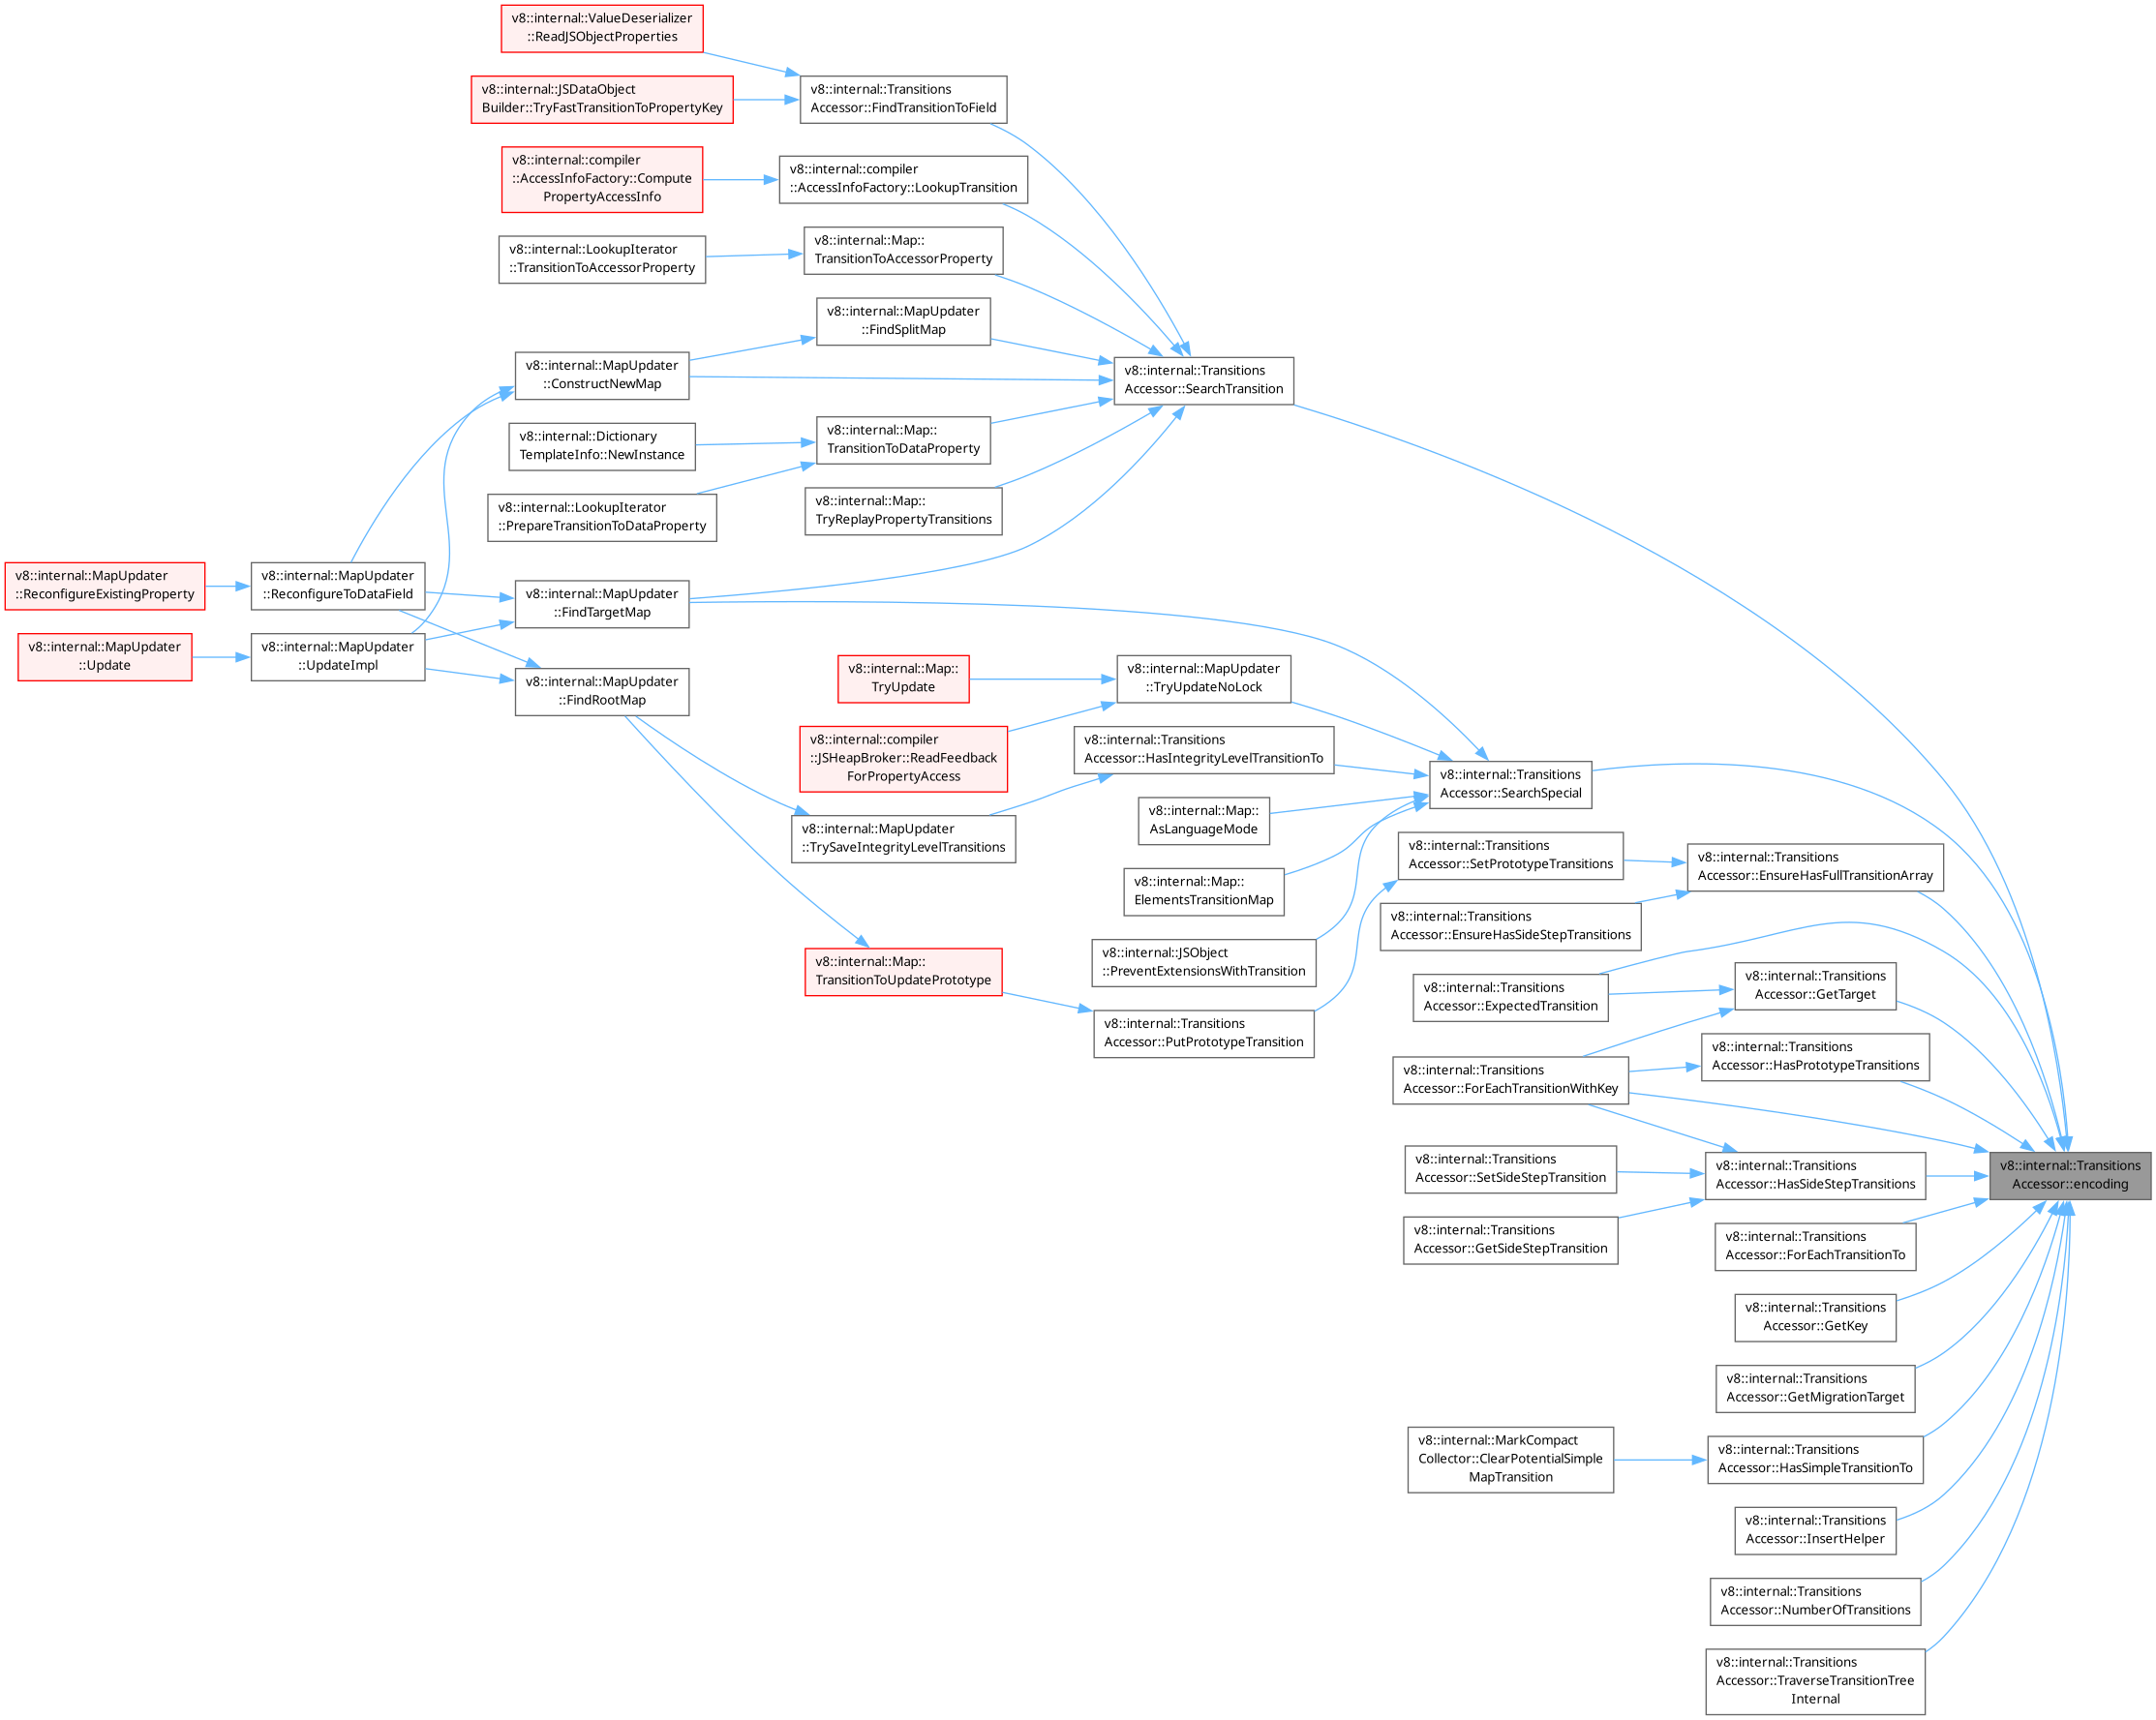 v8::internal::ValueDeserializer
::ReadJSObjectProperties
v8::internal::JSDataObject
Builder::TryFastTransitionToPropertyKey
v8::internal::Transitions
Accessor::FindTransitionToField
v8::internal::compiler
::AccessInfoFactory::Compute
PropertyAccessInfo
v8::internal::compiler
::AccessInfoFactory::LookupTransition
v8::internal::LookupIterator
::TransitionToAccessorProperty
v8::internal::Map::
TransitionToAccessorProperty
v8::internal::MapUpdater
::FindSplitMap
v8::internal::MapUpdater
::ConstructNewMap
v8::internal::Transitions
Accessor::SearchTransition
v8::internal::Dictionary
TemplateInfo::NewInstance
v8::internal::Map::
TransitionToDataProperty
v8::internal::LookupIterator
::PrepareTransitionToDataProperty
v8::internal::Map::
TryReplayPropertyTransitions
v8::internal::MapUpdater
::ReconfigureExistingProperty
v8::internal::MapUpdater
::ReconfigureToDataField
v8::internal::MapUpdater
::FindTargetMap
v8::internal::MapUpdater
::Update
v8::internal::MapUpdater
::UpdateImpl
v8::internal::MapUpdater
::FindRootMap
v8::internal::Map::
TryUpdate
v8::internal::MapUpdater
::TryUpdateNoLock
v8::internal::compiler
::JSHeapBroker::ReadFeedback
ForPropertyAccess
v8::internal::Transitions
Accessor::HasIntegrityLevelTransitionTo
v8::internal::Transitions
Accessor::SearchSpecial
v8::internal::Map::
AsLanguageMode
v8::internal::MapUpdater
::TrySaveIntegrityLevelTransitions
v8::internal::Transitions
Accessor::SetPrototypeTransitions
v8::internal::Transitions
Accessor::EnsureHasFullTransitionArray
v8::internal::Map::
ElementsTransitionMap
v8::internal::Transitions
Accessor::EnsureHasSideStepTransitions
v8::internal::JSObject
::PreventExtensionsWithTransition
v8::internal::Map::
TransitionToUpdatePrototype
v8::internal::Transitions
Accessor::ExpectedTransition
v8::internal::Transitions
Accessor::GetTarget
v8::internal::Transitions
Accessor::PutPrototypeTransition
v8::internal::Transitions
Accessor::HasPrototypeTransitions
v8::internal::Transitions
Accessor::ForEachTransitionWithKey
v8::internal::Transitions
Accessor::SetSideStepTransition
v8::internal::Transitions
Accessor::HasSideStepTransitions
v8::internal::Transitions
Accessor::encoding
v8::internal::Transitions
Accessor::GetSideStepTransition
v8::internal::Transitions
Accessor::ForEachTransitionTo
v8::internal::Transitions
Accessor::GetKey
v8::internal::Transitions
Accessor::GetMigrationTarget
v8::internal::MarkCompact
Collector::ClearPotentialSimple
MapTransition
v8::internal::Transitions
Accessor::HasSimpleTransitionTo
v8::internal::Transitions
Accessor::InsertHelper
v8::internal::Transitions
Accessor::NumberOfTransitions
v8::internal::Transitions
Accessor::TraverseTransitionTree
Internal